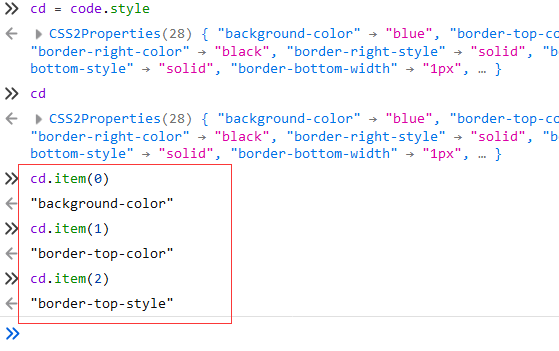 cd = code.style
CSS2Properties(28) { "background-color" → "blue", "border-top-co
"border-right-color" → "black", "border-right-style" → "solid", "bo
bottom-style" → "solid", "border-bottom-width" → "1px", … }
cd
CSS2Properties(28) { "background-color" → "blue", "border-top-co
"border-right-color" → "black", "border-right-style" → "solid", "bo
bottom-style" → "solid", "border-bottom-width" → "1px", … }
cd.item(0)
"background-color"
cd.item(1)
"border-top-color"
cd.item(2)
"border-top-style"